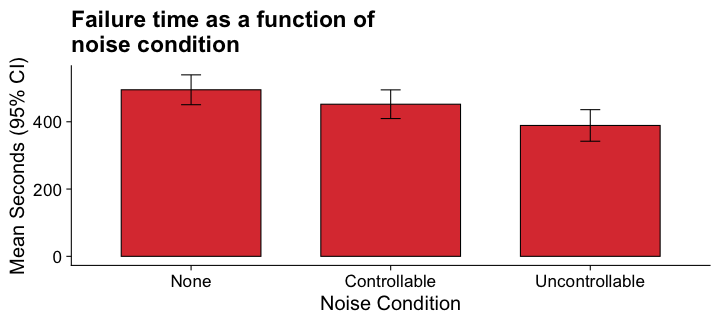 Failure time as a function of
noise condition
Mean Seconds (95% CI)
400
200
0
None
Controllable
Uncontrollable
Noise Condition